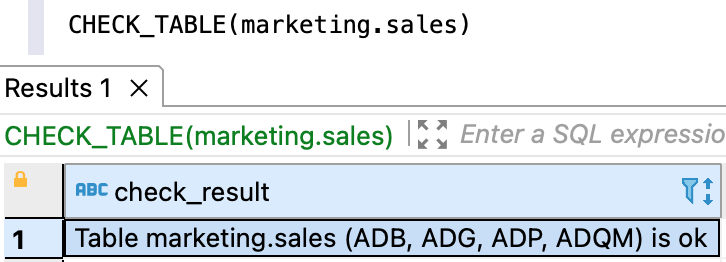 CHECK_TABLE(marketing.sales)
Results 1 ×
CHECK_TABLE(marketing.sales) Enter a SQL expressio
ABC check_result
1 Table marketing.sales (ADB, ADG, ADP, ADQM) is ok